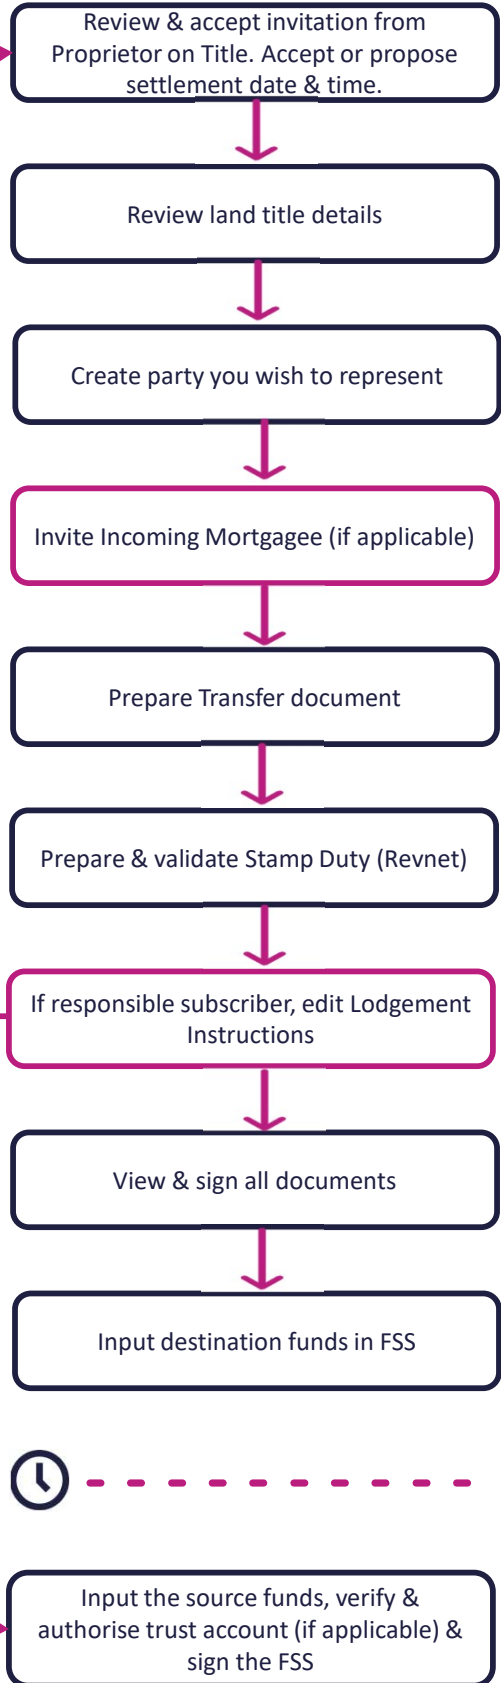 Review & accept invitation from
Proprietor on Title. Accept or propose
settlement date & time.
Review land title details
Create party you wish to represent
Invite Incoming Mortgagee (if applicable)
Prepare Transfer document
Prepare & validate Stamp Duty (Revnet)
If responsible subscriber, edit Lodgement
Instructions
View & sign all documents
Input destination funds in FSS
Input the source funds, verify &
authorise trust account (if applicable) &
sign the FSS